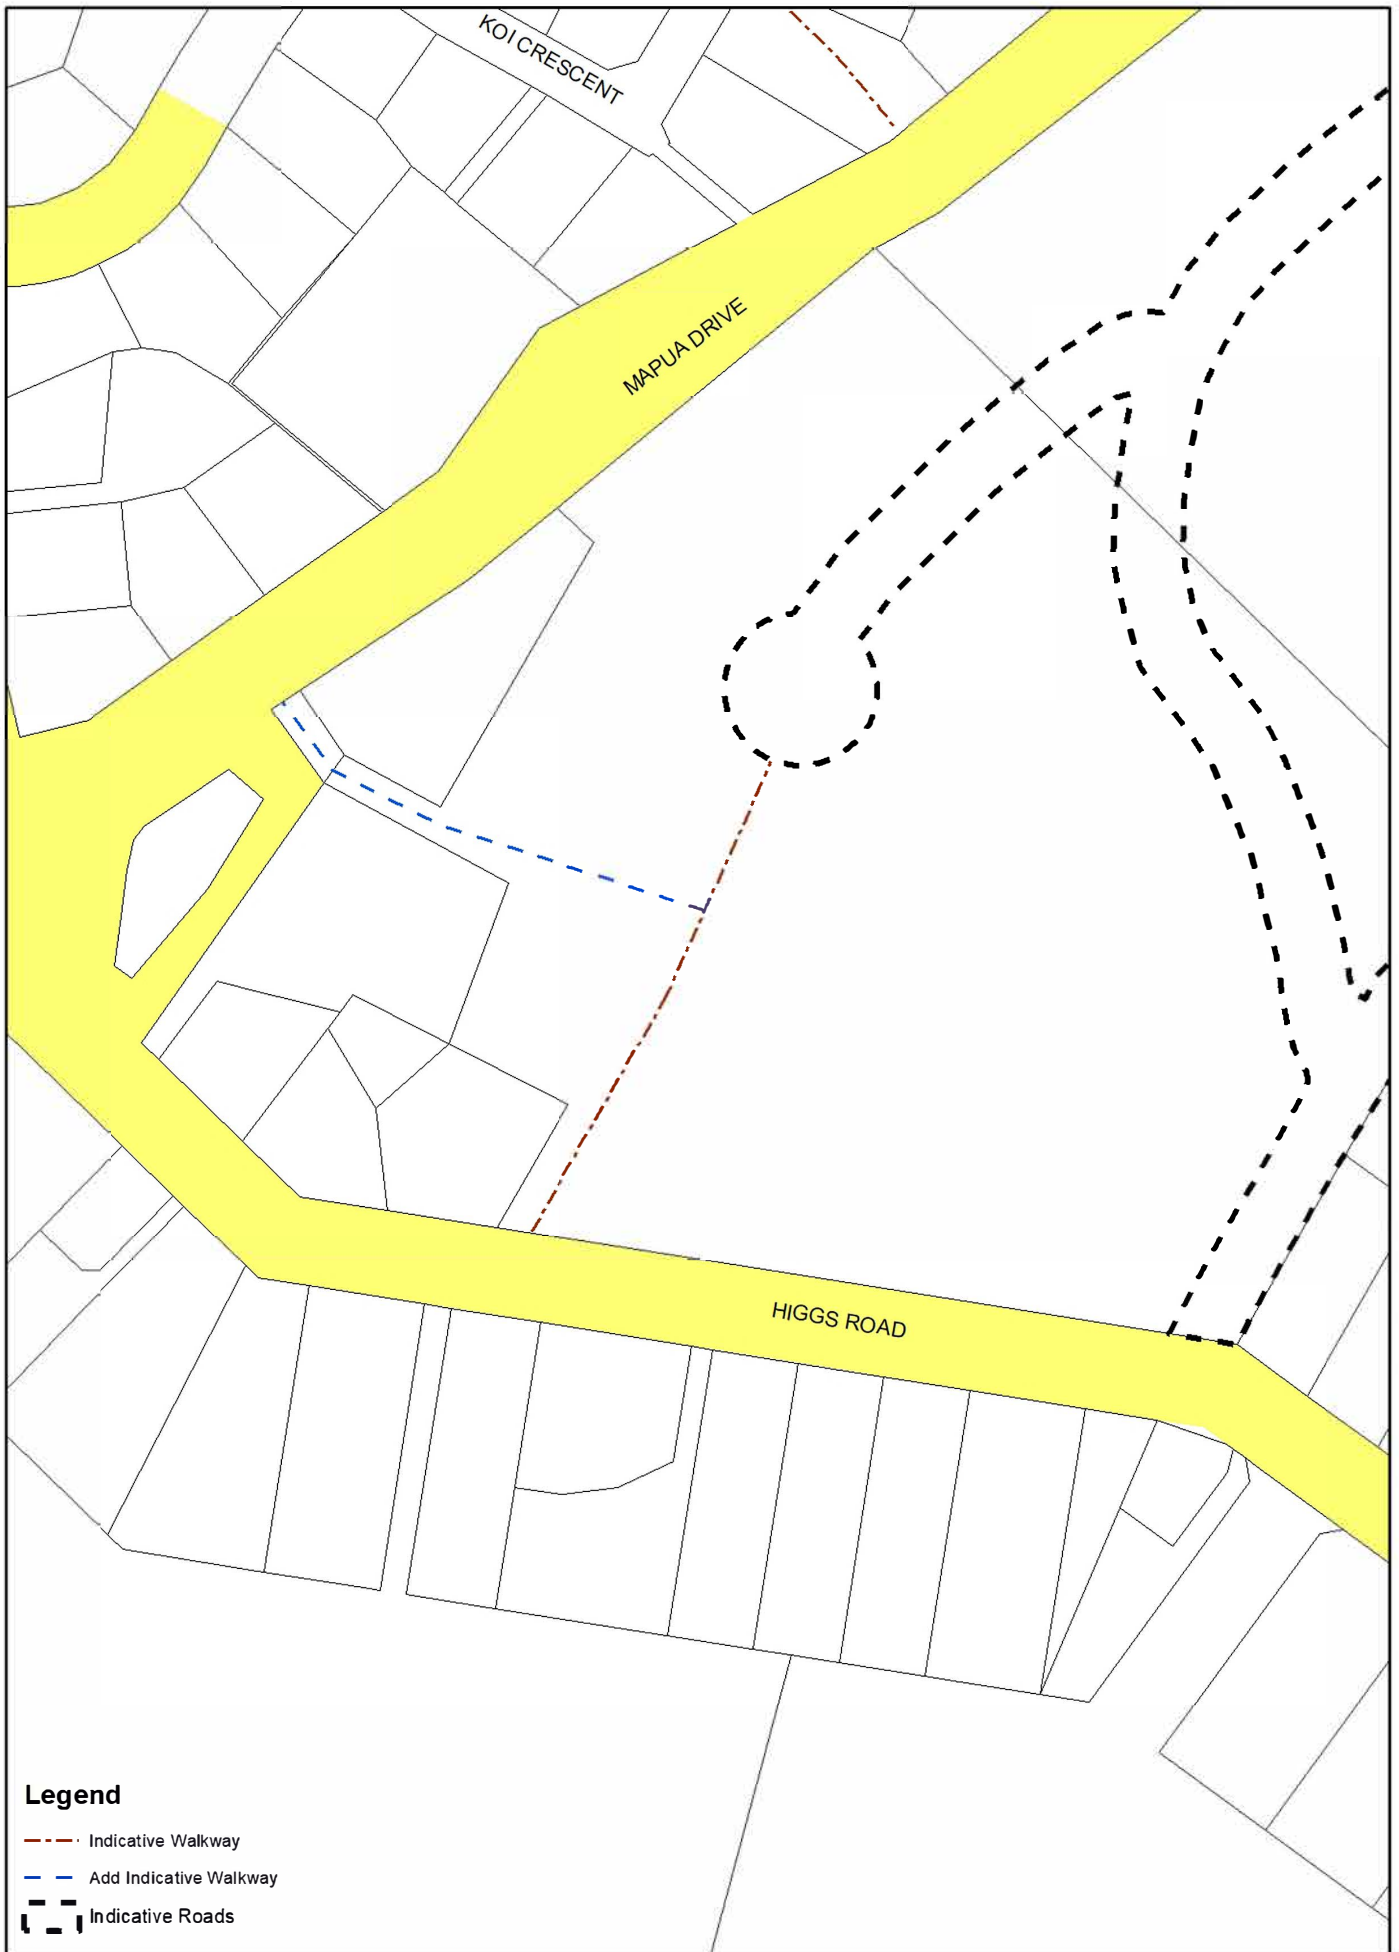 KOI CRESCENT
MAPUA DRIVE
HIGGS ROAD
Legend
Indicative Walkway
Add Indicative Walkway
Indicative Roads